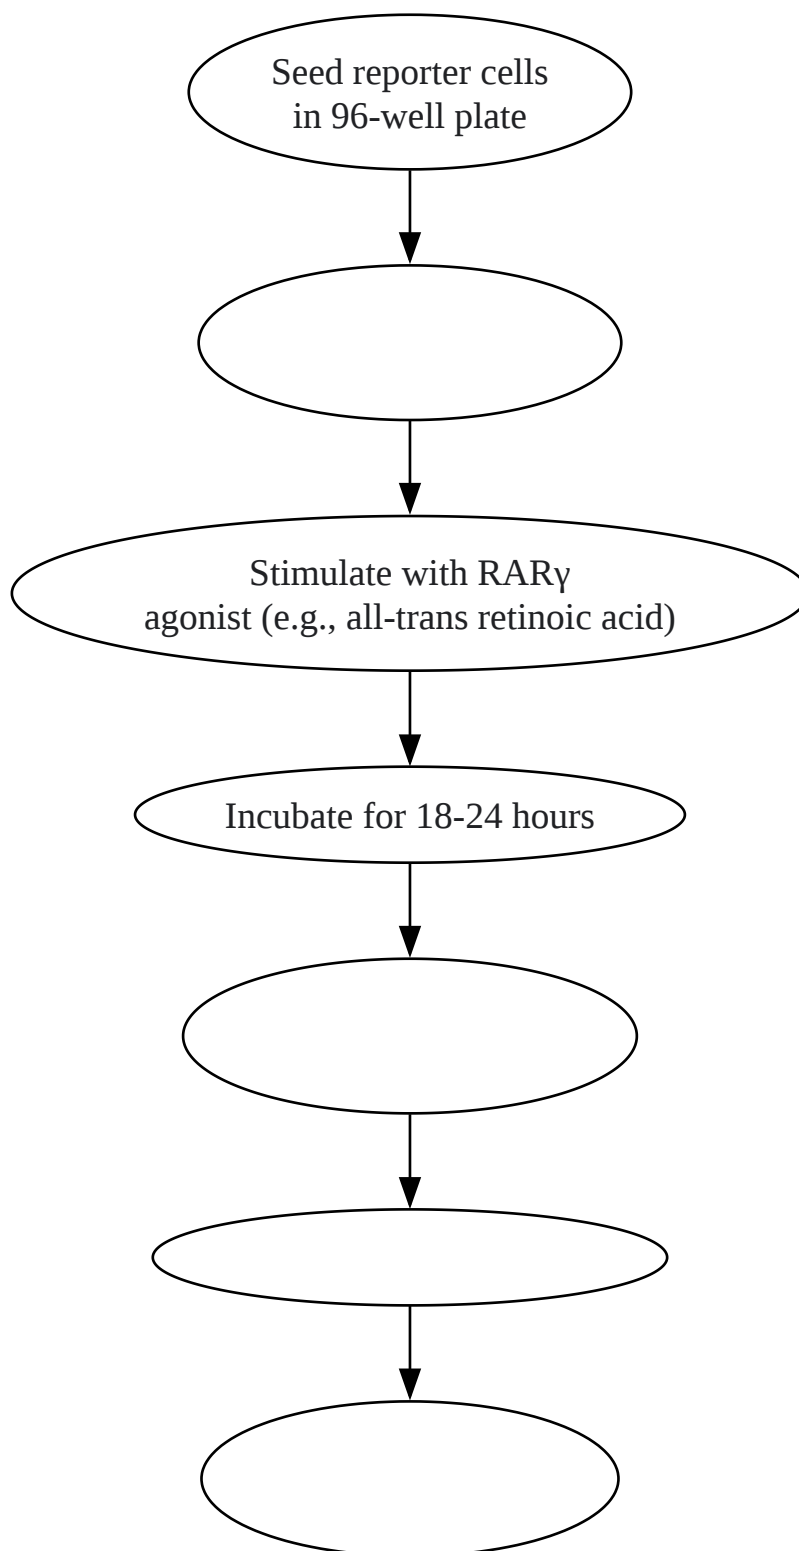 Seed reporter cells
in 96-well plate
Stimulate with RARγ
agonist (e.g., all-trans retinoic acid)
Incubate for 18-24 hours